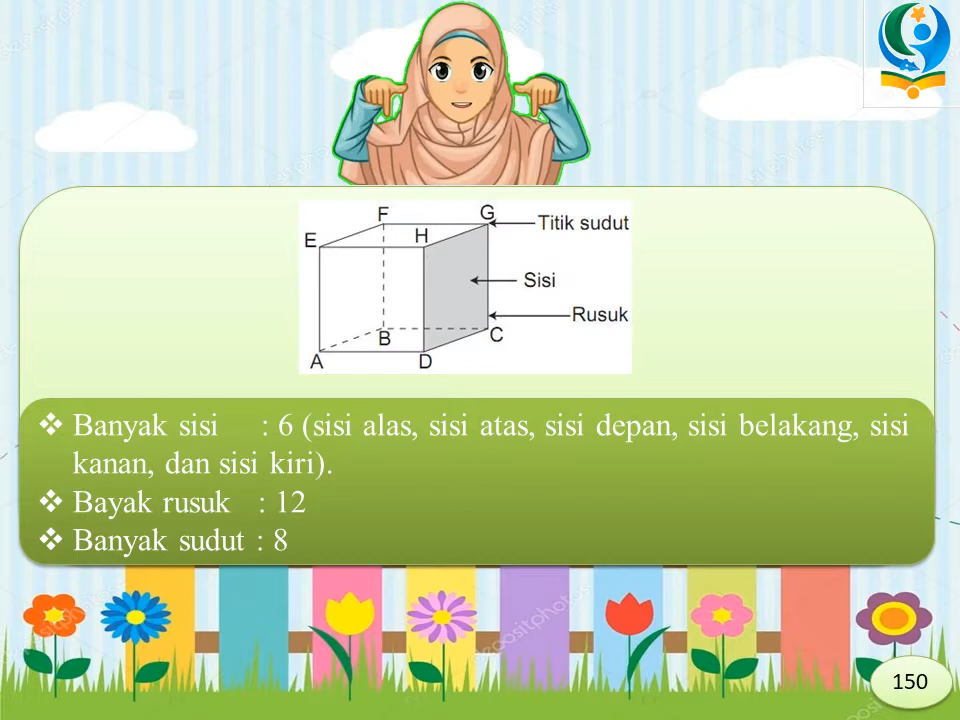 F
G
Titik sudut
E
H
Sisi
Rusuk
B
C
A
D
❖ Banyak sisi : 6 (sisi alas, sisi atas, sisi depan, sisi belakang, sisi
kanan, dan sisi kiri).
❖ Bayak rusuk : 12
❖ Banyak sudut : 8
depositphotos
150